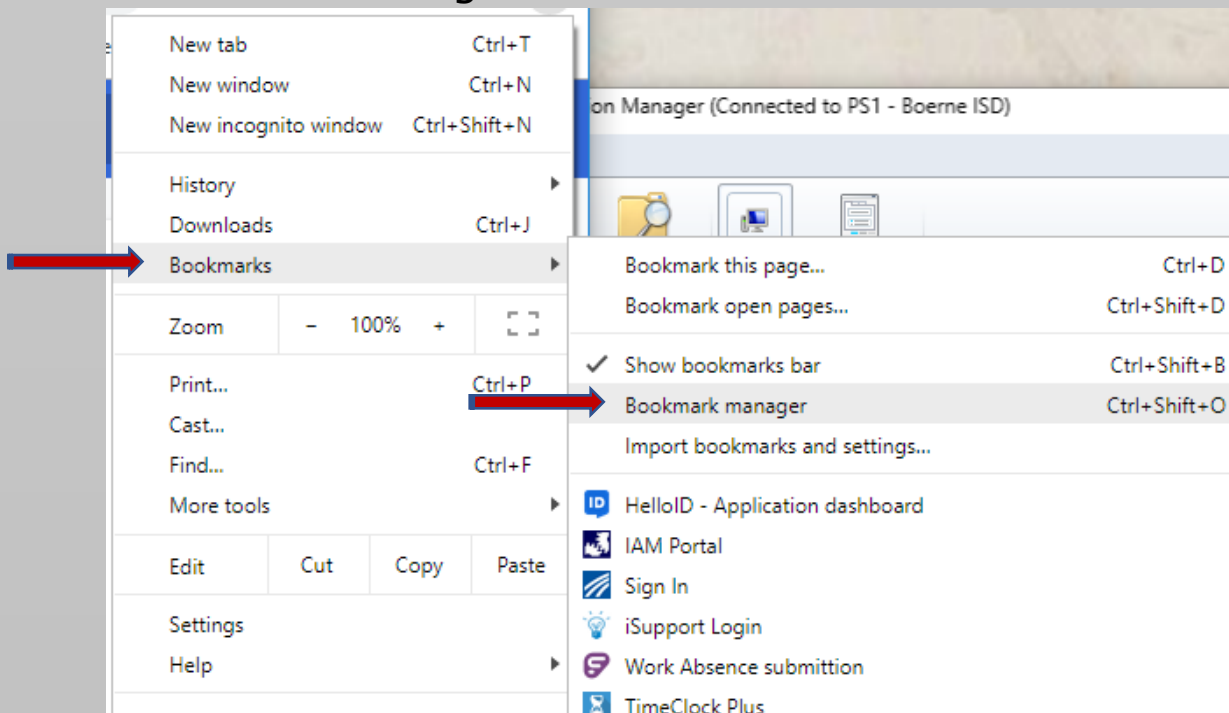 New tab Ctrl+T
New window Ctrl+N
New incognito window Ctrl+Shift+N
on Manager (Connected to PS1 - Boerne ISD)
History
Downloads Ctrl+J
Bookmarks
Zoom - 100% +
Print... Ctrl+P
Cast...
Find... Ctrl+F
More tools
Edit Cut Copy Paste
Settings
Help
Bookmark this page... Ctrl+D
Bookmark open pages... Ctrl+Shift+D
Show bookmarks bar Ctrl+Shift+B
Bookmark manager Ctrl+Shift+O
Import bookmarks and settings...
ID HelloID - Application dashboard
IAM Portal
Sign In
iSupport Login
Work Absence submittion
TimeClock Plus